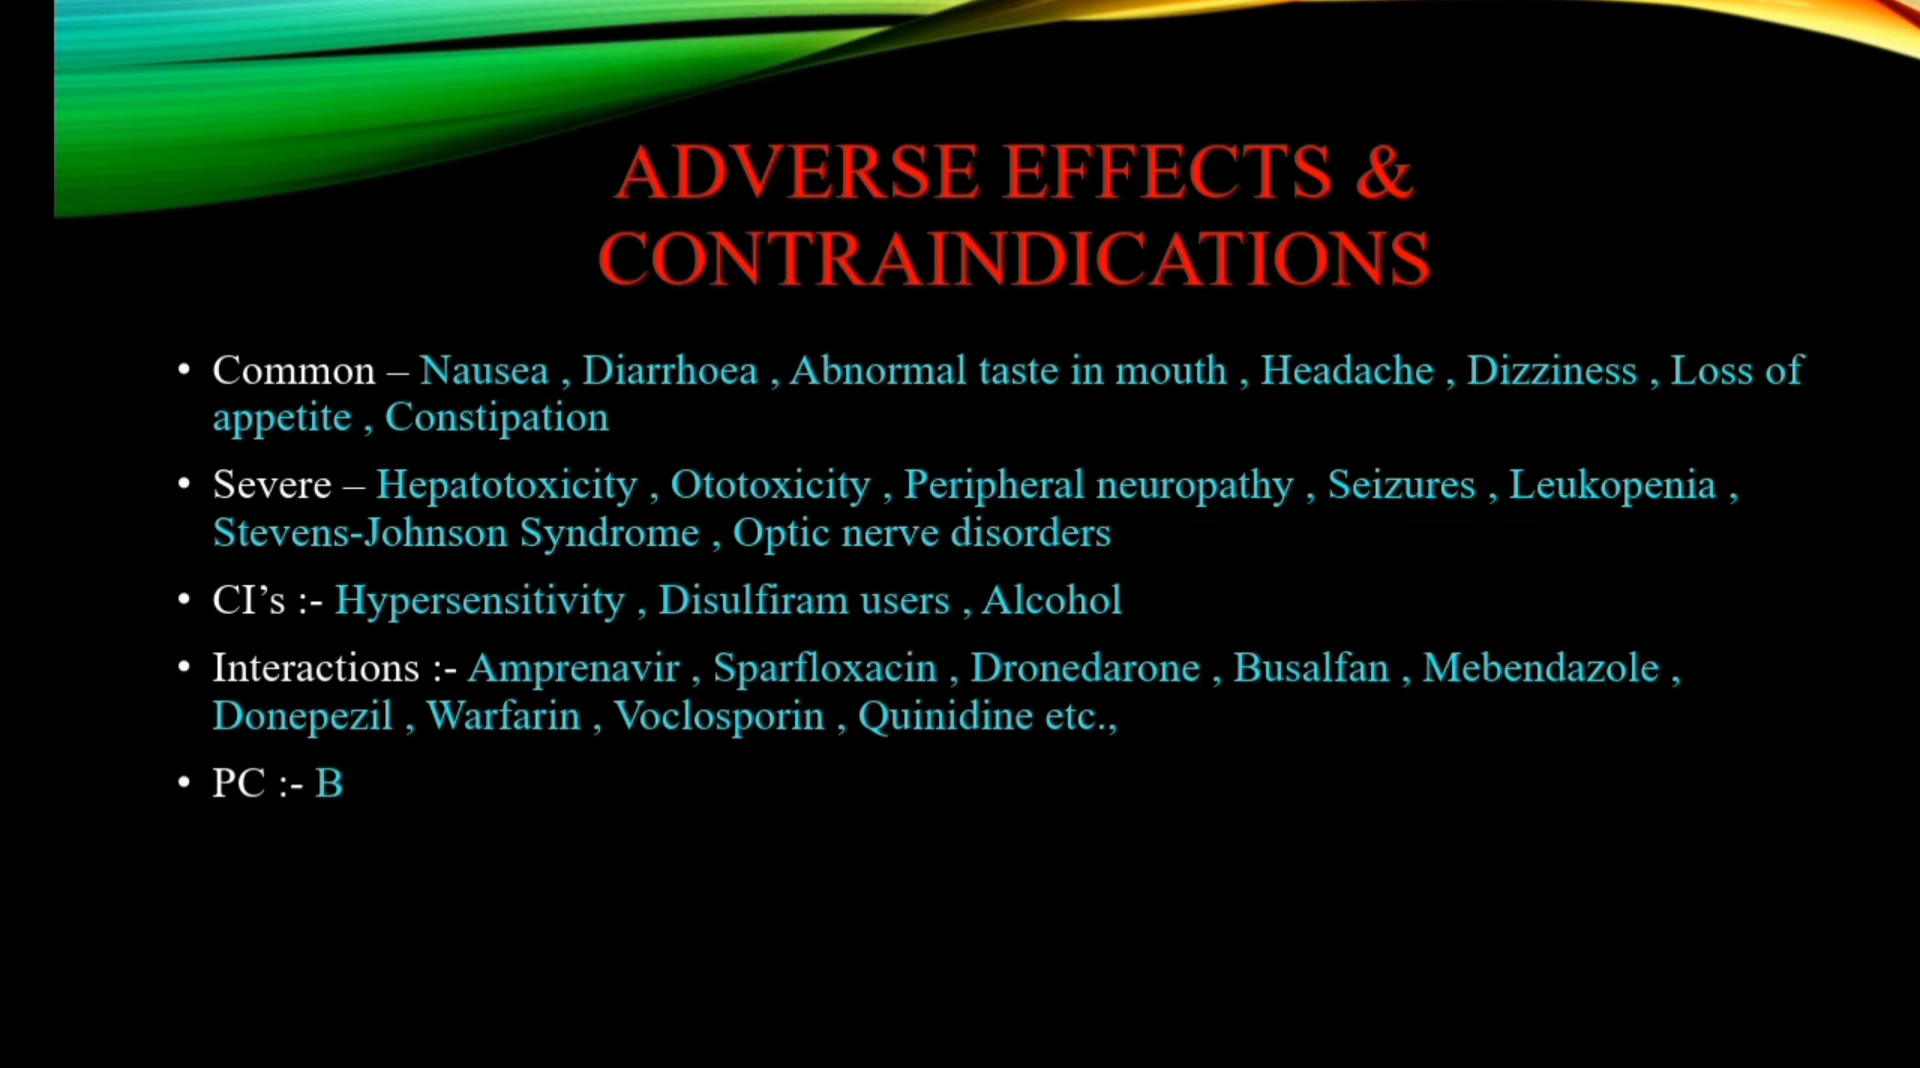 ADVERSE EFFECTS &
CONTRAINDICATIONS
• Common – Nausea , Diarrhoea , Abnormal taste in mouth , Headache , Dizziness , Loss of
appetite , Constipation
• Severe – Hepatotoxicity , Ototoxicity , Peripheral neuropathy , Seizures , Leukopenia ,
Stevens-Johnson Syndrome , Optic nerve disorders
• CI’s :- Hypersensitivity , Disulfiram users , Alcohol
• Interactions :- Amprenavir , Sparfloxacin , Dronedarone , Busalfan , Mebendazole ,
Donepezil , Warfarin , Voclosporin , Quinidine etc.,
• PC :- B